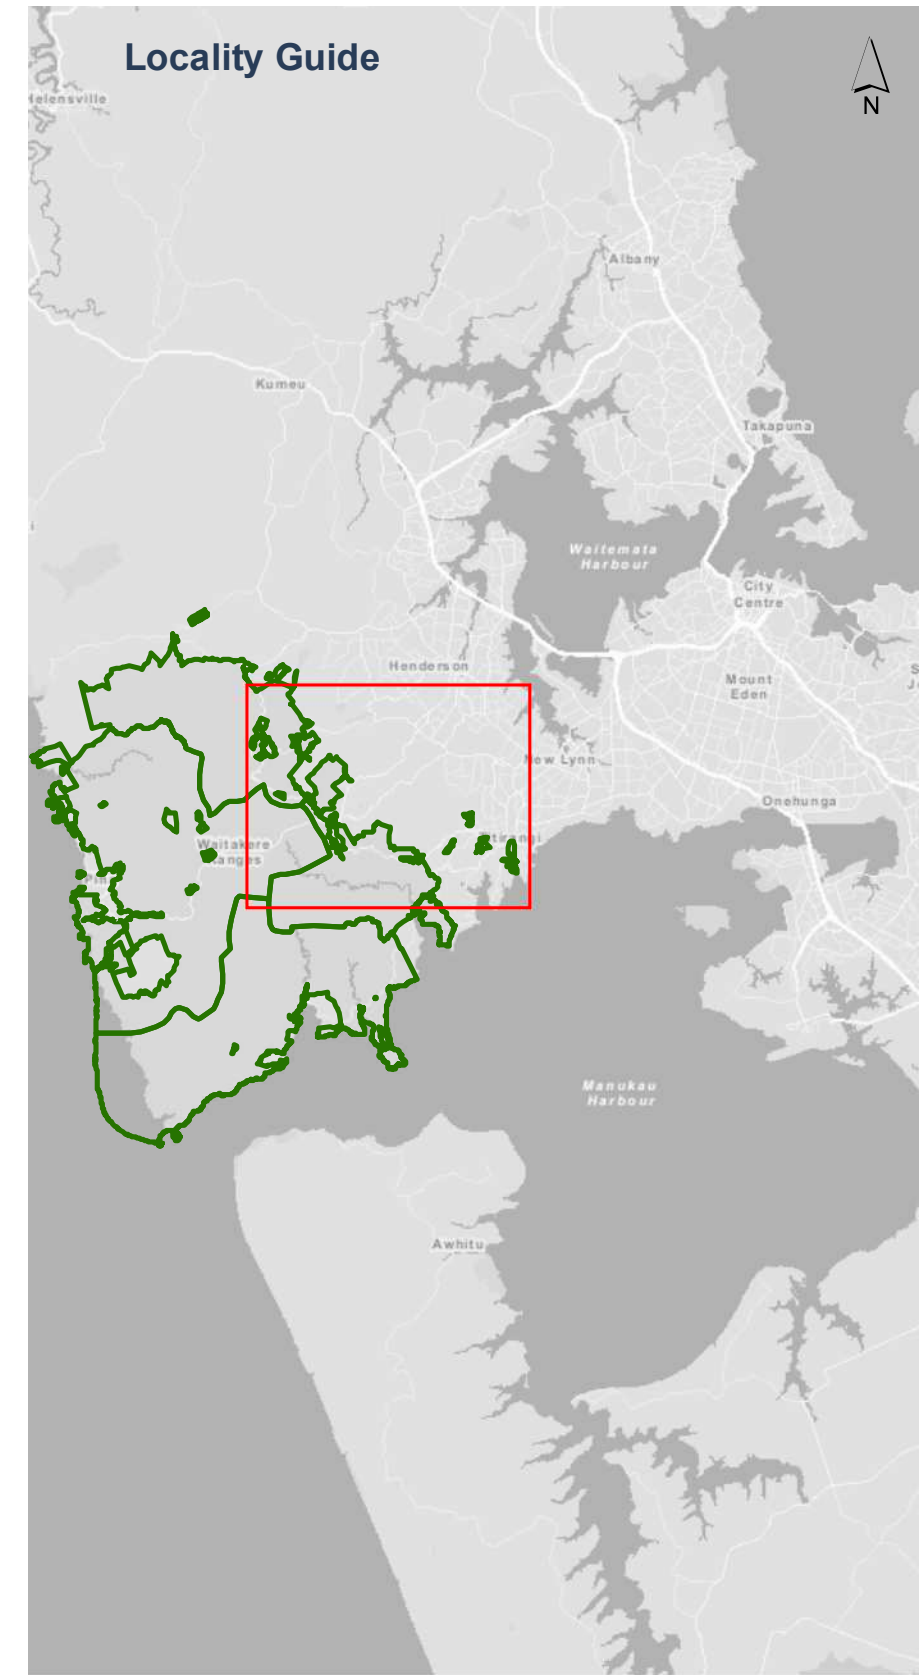 Locality Guide
N
Helensville
Albany
Kumeu
Takapuna
Waitemata
Harbour
City
Centre
Henderson
Mount
Eden
New Lynn
Onehunga
Titirangi
Waitakere
Ranges
Manukau
Harbour
Awhitu